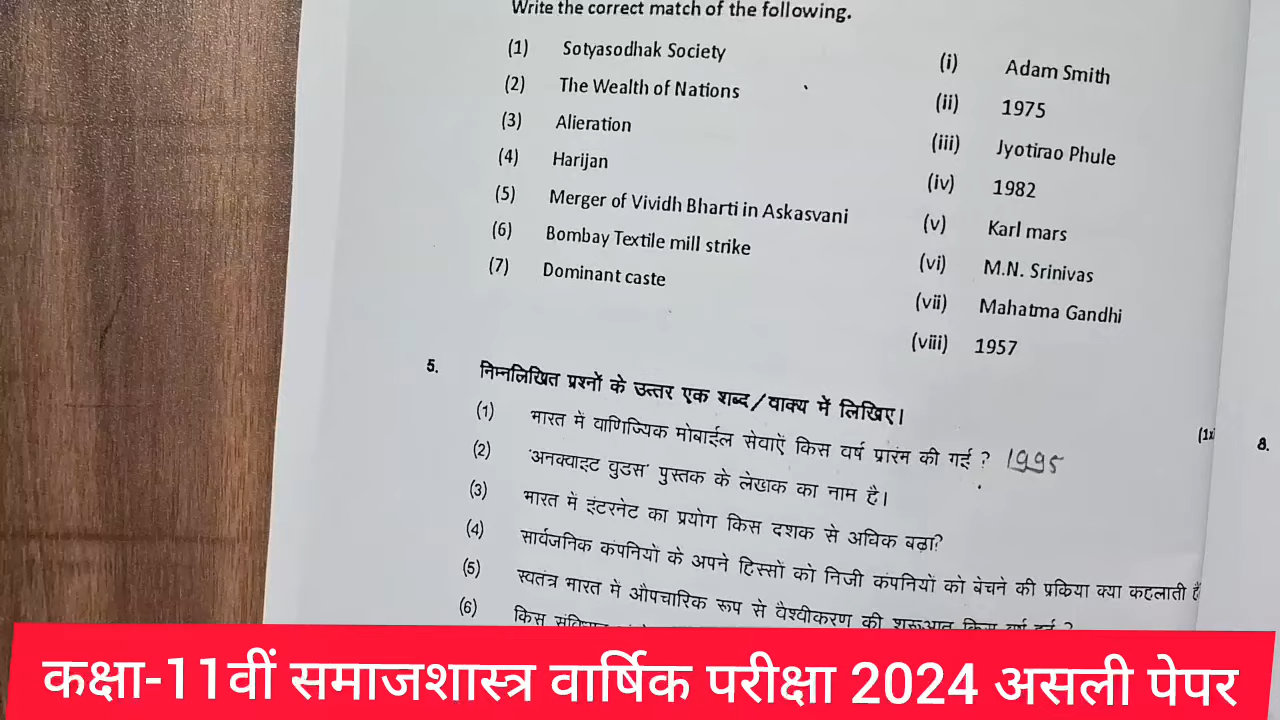 Write the correct match of the following.
(1) Sotyasodhak Society (i) Adam Smith
(2) The Wealth of Nations (ii) 1975
(3) Alieration (iii) Jyotirao Phule
(4) Harijan (iv) 1982
(5) Merger of Vividh Bharti in Askasvani (v) Karl mars
(6) Bombay Textile mill strike (vi) M.N. Srinivas
(7) Dominant caste (vii) Mahatma Gandhi
(viii) 1957
5. निम्नलिखित प्रश्नों के उत्तर एक शब्द/वाक्य में लिखिए। (1x
(1) भारत में वाणिज्यिक मोबाईल सेवाएँ किस वर्ष प्रारंम की गई ? 1995
(2) 'अनक्वाइट वुडस' पुस्तक के लेखक का नाम है।
(3) भारत में इंटरनेट का प्रयोग किस दशक से अधिक बढ़ा?
(4) सार्वजनिक कंपनियों के अपने हिस्सों को निजी कंपनियों को बेचने की प्रकिया क्या कहलाती है
(5) स्वतंत्र भारत में औपचारिक रूप से वैश्वीकरण की शुरूआत किस वर्ष हुई ?
(6) किस
8.
कक्षा-11वीं समाजशास्त्र वार्षिक परीक्षा 2024 असली पेपर